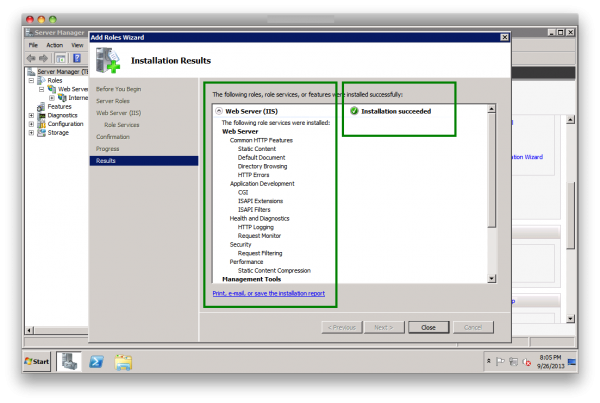 Server Manager
File Action View
Server Manager (T
Roles
Web Serve
Interne
Features
Diagnostics
Configuration
Storage
Add Roles Wizard
Installation Results
Before You Begin
Server Roles
Web Server (IIS)
Role Services
Confirmation
Progress
Results
The following roles, role services, or features were installed successfully:
Web Server (IIS)
Installation succeeded
The following role services were installed:
Web Server
Common HTTP Features
Static Content
Default Document
Directory Browsing
HTTP Errors
Application Development
CGI
ISAPI Extensions
ISAPI Filters
Health and Diagnostics
HTTP Logging
Request Monitor
Security
Request Filtering
Performance
Static Content Compression
Management Tools
Print, e-mail, or save the installation report
< Previous
Next >
Close
Cancel
tion Wizard
p
Start
8:05 PM
9/26/2013